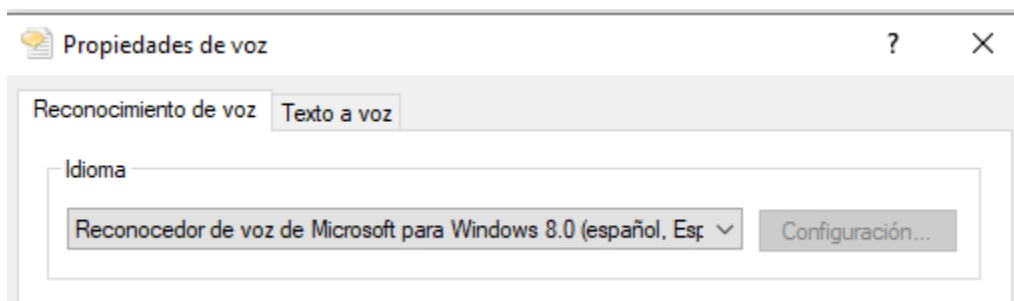 Propiedades de voz ?
Reconocimiento de voz Texto a voz
Idioma
Reconocedor de voz de Microsoft para Windows 8.0 (español, Esp Configuración...